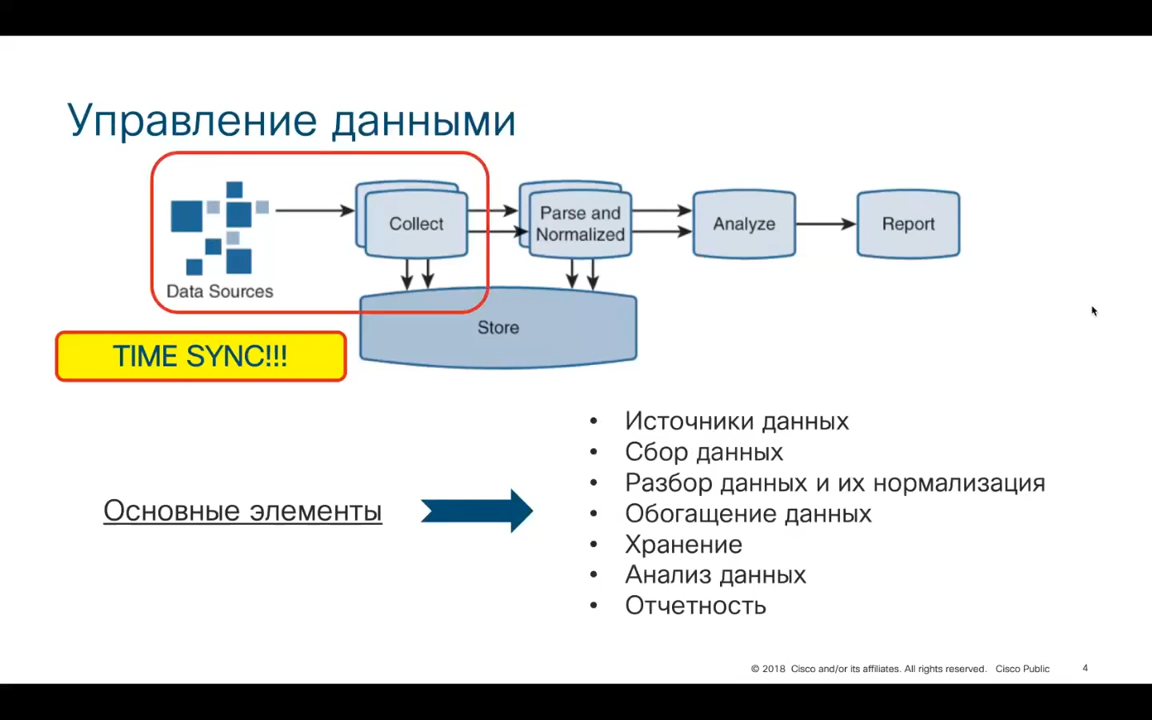 Управление данными
Data Sources
Collect
Parse and
Normalized
Analyze
Report
Store
TIME SYNC!!!
Основные элементы
• Источники данных
• Сбор данных
• Разбор данных и их нормализация
• Обогащение данных
• Хранение
• Анализ данных
• Отчетность
© 2018 Cisco and/or its affiliates. All rights reserved. Cisco Public 4